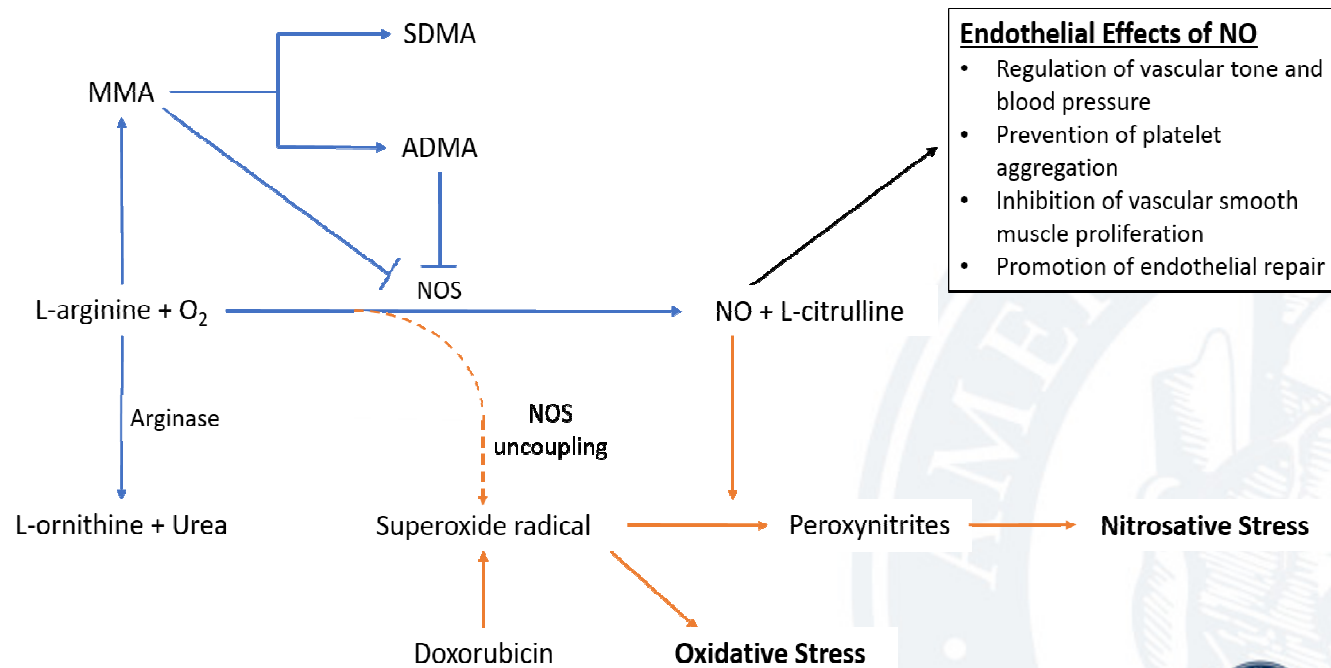 SDMA
MMA
ADMA
NOS
L-arginine + O₂
NO + L-citrulline
Endothelial Effects of NO
• Regulation of vascular tone and
blood pressure
• Prevention of platelet
aggregation
• Inhibition of vascular smooth
muscle proliferation
• Promotion of endothelial repair
Arginase
NOS
uncoupling
L-ornithine + Urea
Superoxide radical
Peroxynitrites
Nitrosative Stress
Doxorubicin
Oxidative Stress
AME